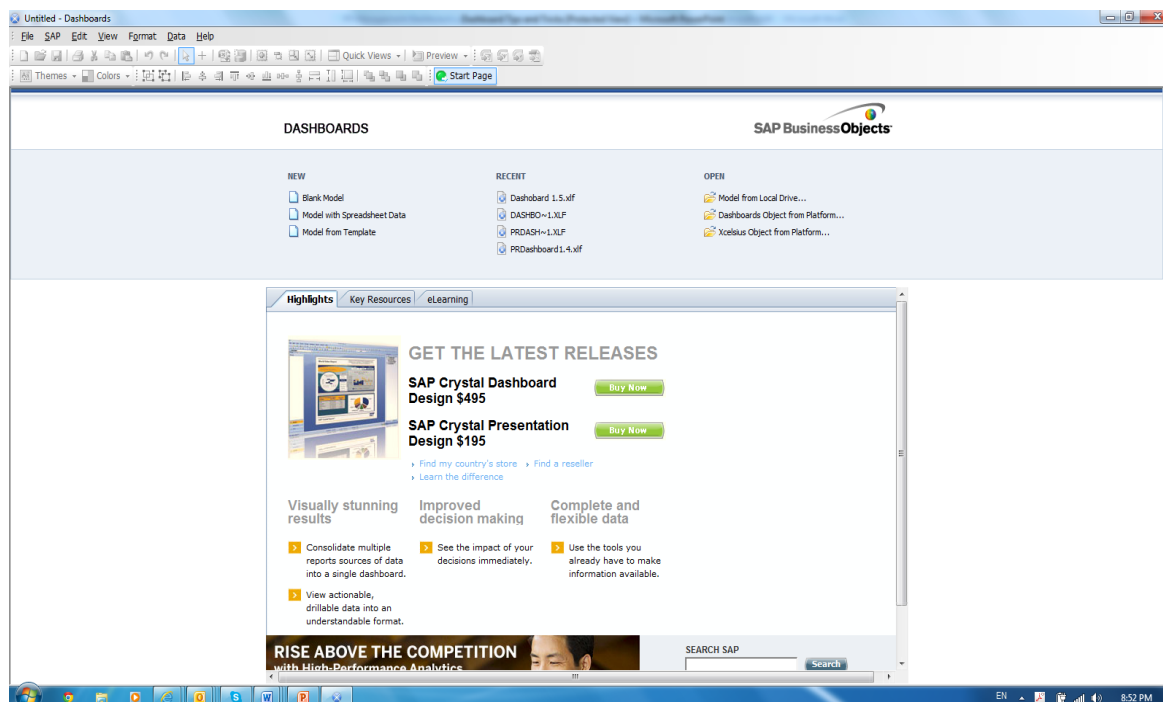 Untitled - Dashboards
File SAP Edit View Format Data Help
Quick Views Preview
Themes Colors Start Page
DASHBOARDS
SAP BusinessObjects
NEW
Blank Model
Model with Spreadsheet Data
Model from Template
RECENT
Dashobard 1.5.xlf
DASHBO~1.XLF
PRDASH~1.XLF
PRDashboard1.4.xlf
OPEN
Model from Local Drive...
Dashboards Object from Platform...
Xcelsius Object from Platform...
Highlights Key Resources eLearning
GET THE LATEST RELEASES
SAP Crystal Dashboard
Design $495
Buy Now
SAP Crystal Presentation
Design $195
Buy Now
Find my country's store Find a reseller
Learn the difference
Visually stunning
results
Consolidate multiple
reports sources of data
into a single dashboard.
View actionable,
drillable data into an
understandable format.
Improved
decision making
See the impact of your
decisions immediately.
Complete and
flexible data
Use the tools you
already have to make
information available.
RISE ABOVE THE COMPETITION
with High-Performance Analytics
SEARCH SAP
Search
EN 8:52 PM